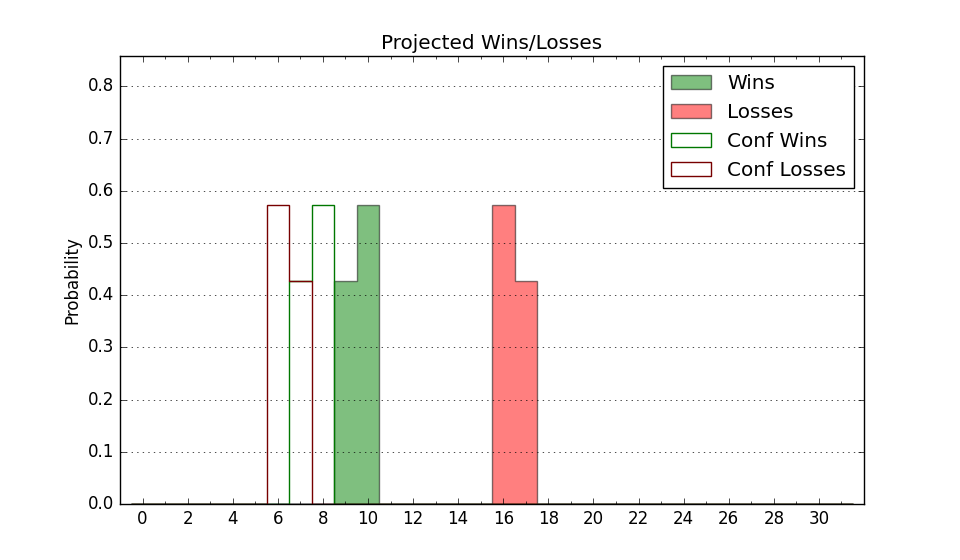 Projected Wins/Losses
Wins
Losses
Conf Wins
Conf Losses
Probability
0.8
0.7
0.6
0.5
0.4
0.3
0.2
0.1
0.0
0 2 4 6 8 10 12 14 16 18 20 22 24 26 28 30